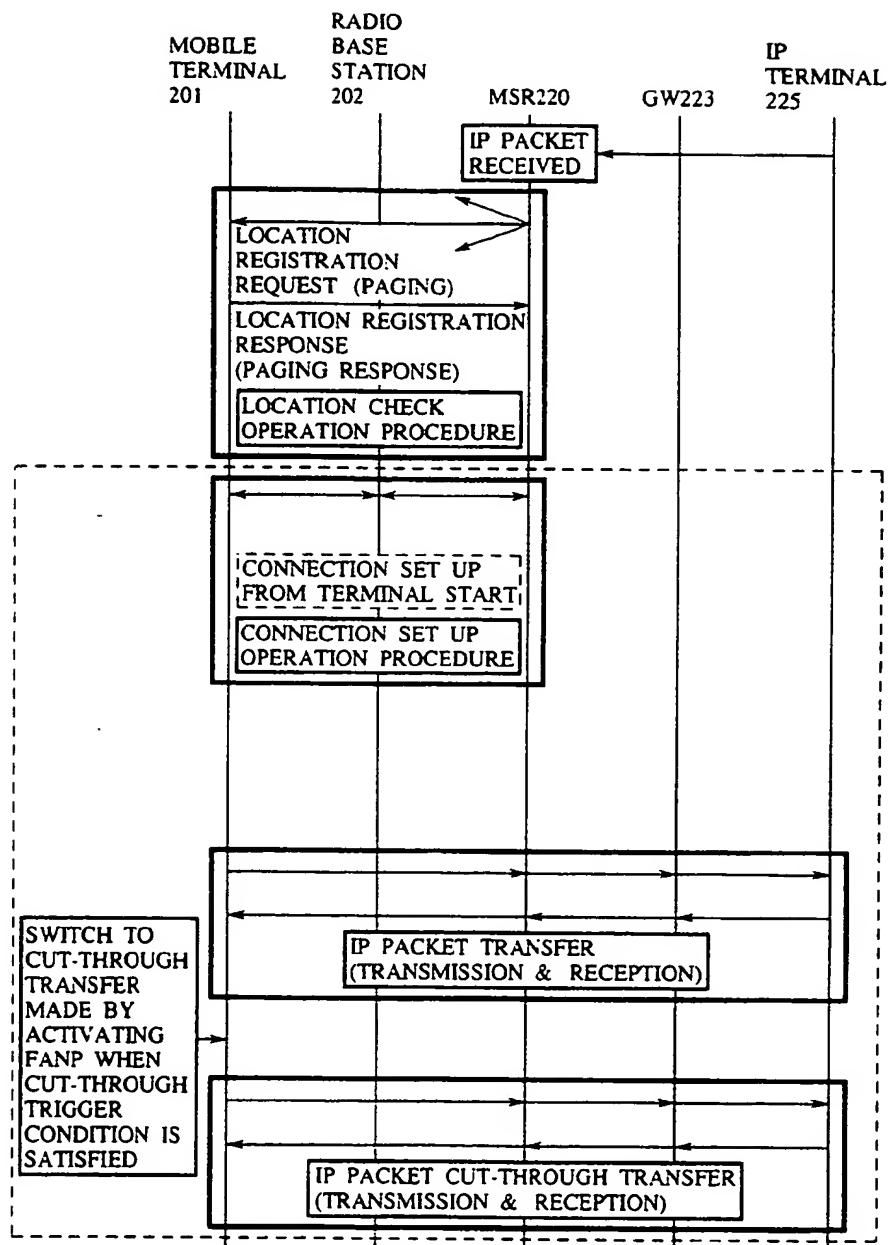 MOBILE
TERMINAL
201
RADIO
BASE
STATION
202
MSR220
GW223
IP
TERMINAL
225
IP PACKET
RECEIVED
LOCATION
REGISTRATION
REQUEST (PAGING)
LOCATION REGISTRATION
RESPONSE
(PAGING RESPONSE)
LOCATION CHECK
OPERATION PROCEDURE
CONNECTION SET UP
FROM TERMINAL START
CONNECTION SET UP
OPERATION PROCEDURE
IP PACKET TRANSFER
(TRANSMISSION & RECEPTION)
SWITCH TO
CUT-THROUGH
TRANSFER
MADE BY
ACTIVATING
FANP WHEN
CUT-THROUGH
TRIGGER
CONDITION IS
SATISFIED
IP PACKET CUT-THROUGH TRANSFER
(TRANSMISSION & RECEPTION)